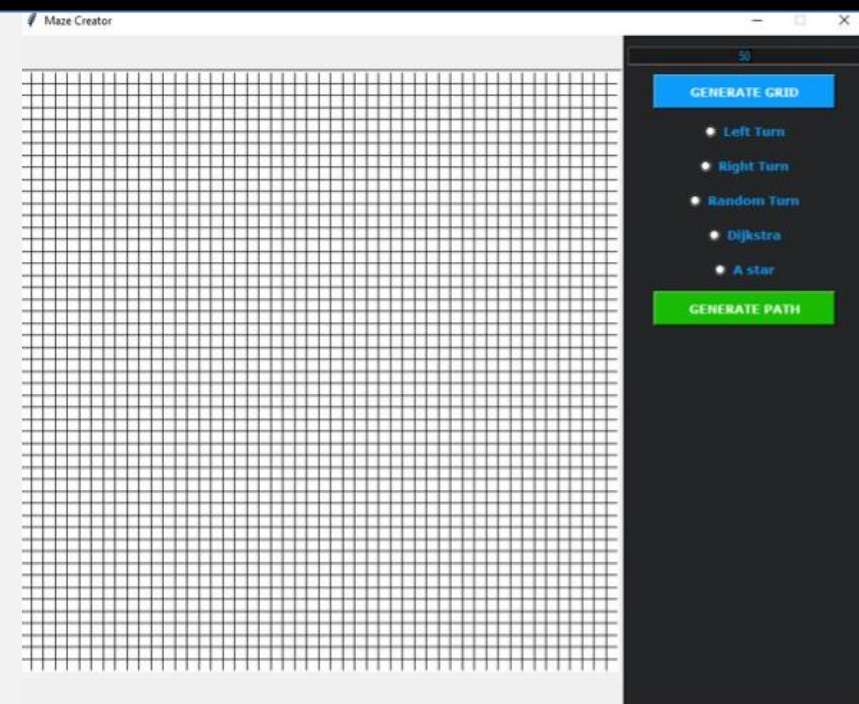 Maze Creator
50
GENERATE GRID
Left Turn
Right Turn
Random Turn
Dijkstra
A star
GENERATE PATH